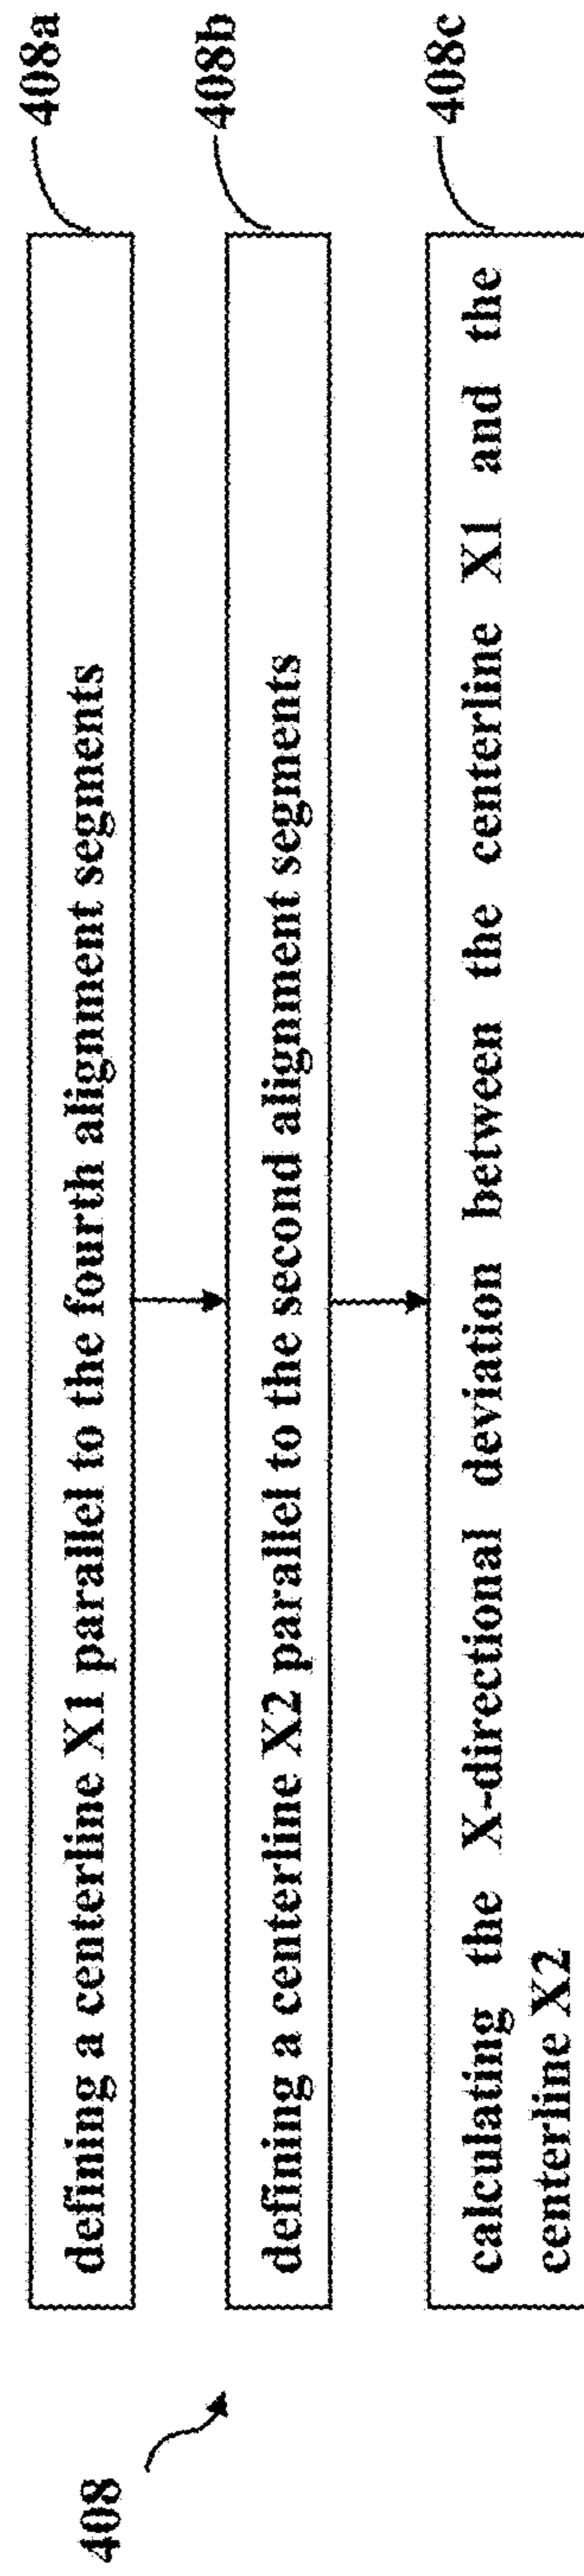 408
defining a centerline X1 parallel to the fourth alignment segments
408a
defining a centerline X2 parallel to the second alignment segments
408b
calculating the X-directional deviation between the centerline X1 and the
centerline X2
408c